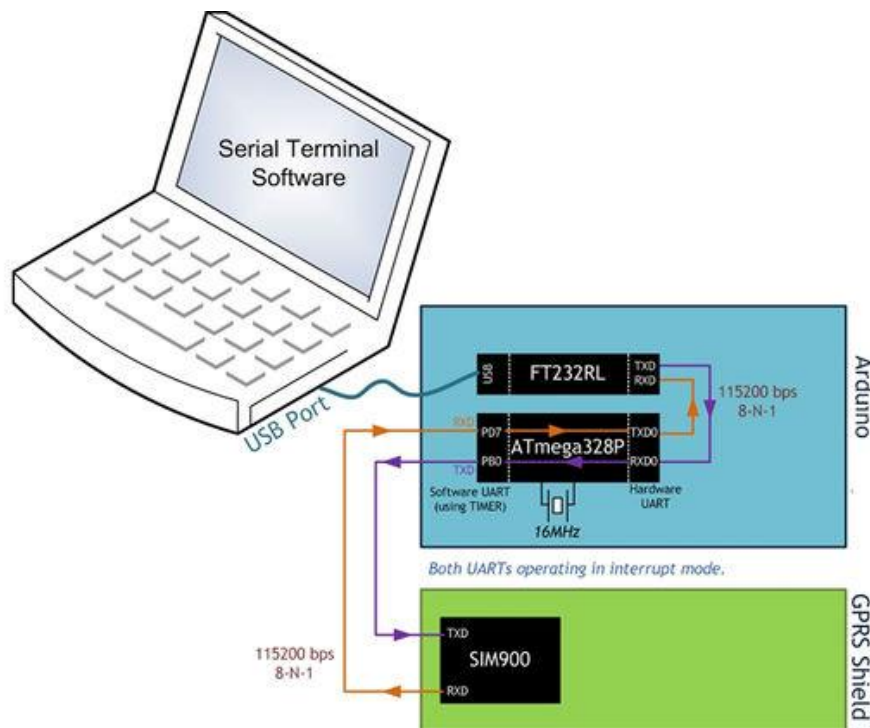 Serial Terminal
Software
USB Port
Arduino
USB
FT232RL
TXD
RXD
115200 bps
8-N-1
RXD
PD7
TXD0
ATmega328P
PB0
RXD0
TXD
Software UART
(using TIMER)
Hardware
UART
16MHz
Both UARTs operating in interrupt mode.
GPRS Shield
TXD
SIM900
RXD
115200 bps
8-N-1